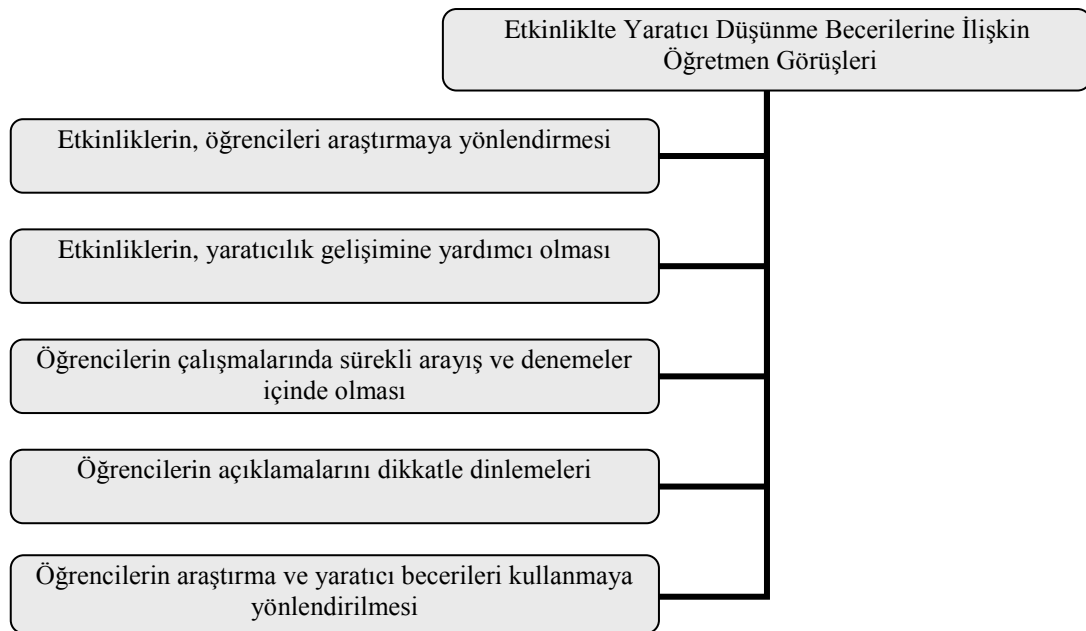 Etkinliklte Yaratıcı Düşünme Becerilerine İlişkin
Öğretmen Görüşleri
Etkinliklerin, öğrencileri araştırmaya yönlendirmesi
Etkinliklerin, yaratıcılık gelişimine yardımcı olması
Öğrencilerin çalışmalarında sürekli arayış ve denemeler
içinde olması
Öğrencilerin açıklamalarını dikkatle dinlemeleri
Öğrencilerin araştırma ve yaratıcı becerileri kullanmaya
yönlendirilmesi